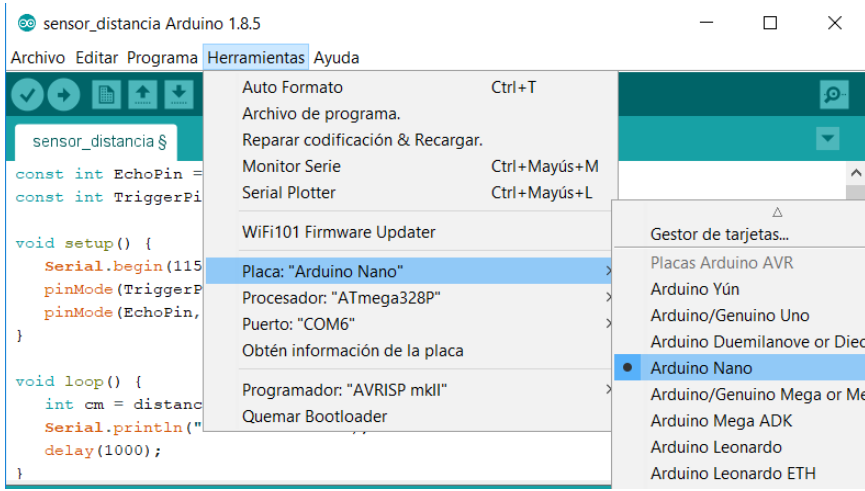 sensor_distancia Arduino 1.8.5
Archivo Editar Programa Herramientas Ayuda
sensor_distancia §
const int EchoPin =
const int TriggerPi
void setup() {
Serial.begin(115
pinMode(TriggerP
pinMode(EchoPin,
}
void loop() {
int cm = distanc
Serial.println("
delay(1000);
}
Auto Formato Ctrl+T
Archivo de programa.
Reparar codificación & Recargar.
Monitor Serie Ctrl+Mayús+M
Serial Plotter Ctrl+Mayús+L
WiFi101 Firmware Updater
Placa: "Arduino Nano"
Procesador: "ATmega328P"
Puerto: "COM6"
Obtén información de la placa
Programador: "AVRISP mkII"
Quemar Bootloader
Gestor de tarjetas...
Placas Arduino AVR
Arduino Yún
Arduino/Genuino Uno
Arduino Duemilanove or Diec
Arduino Nano
Arduino/Genuino Mega or Me
Arduino Mega ADK
Arduino Leonardo
Arduino Leonardo ETH